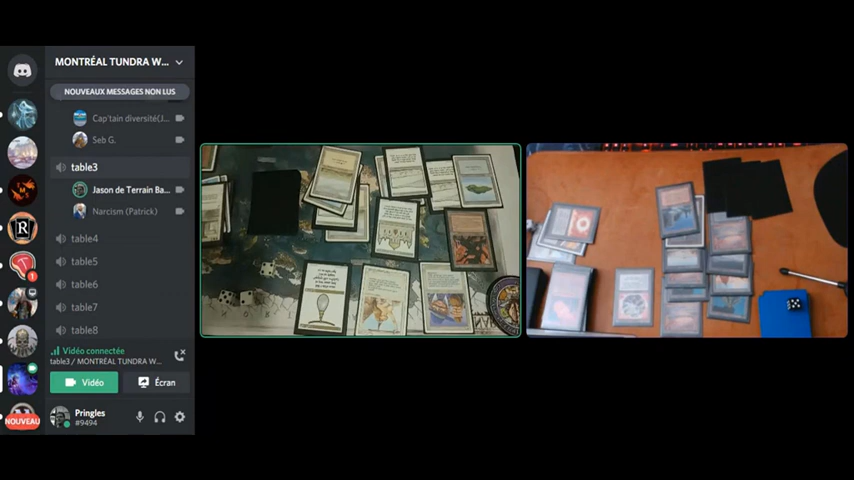 MONTRÉAL TUNDRA W...
NOUVEAUX MESSAGES NON LUS
Cap'tain diversité(J...
Seb G.
table3
Jason de Terrain Ba...
Narcism (Patrick)
table4
table5
table6
table7
table8
Vidéo connectée
table3 / MONTRÉAL TUNDRA W...
Vidéo
Écran
NOUVEAU
Pringles
#9494